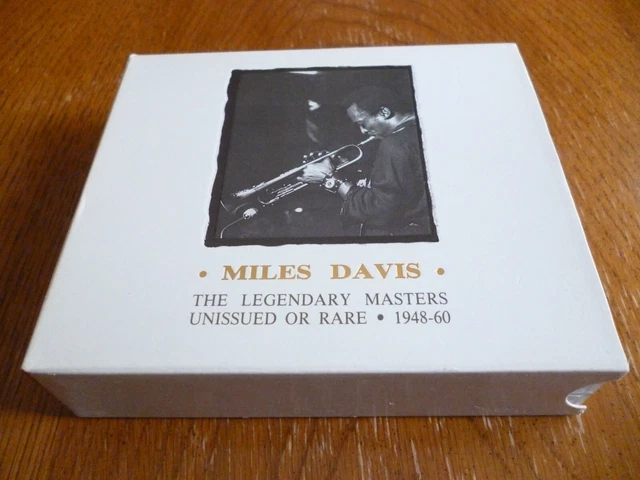 • MILES DAVIS •
THE LEGENDARY MASTERS
UNISSUED OR RARE • 1948-60